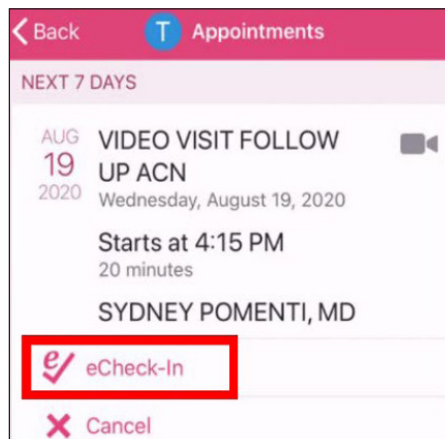 Back
T
Appointments
NEXT 7 DAYS
AUG
19
2020
VIDEO VISIT FOLLOW
UP ACN
Wednesday, August 19, 2020
Starts at 4:15 PM
20 minutes
SYDNEY POMENTI, MD
eCheck-In
Cancel